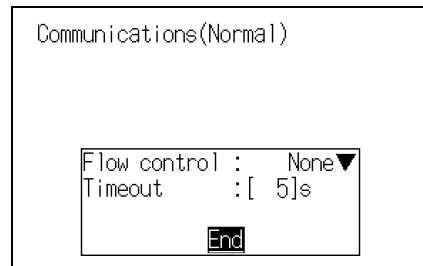 Communications(Normal)
Flow control :   None▼
Timeout      :[  5]s
End